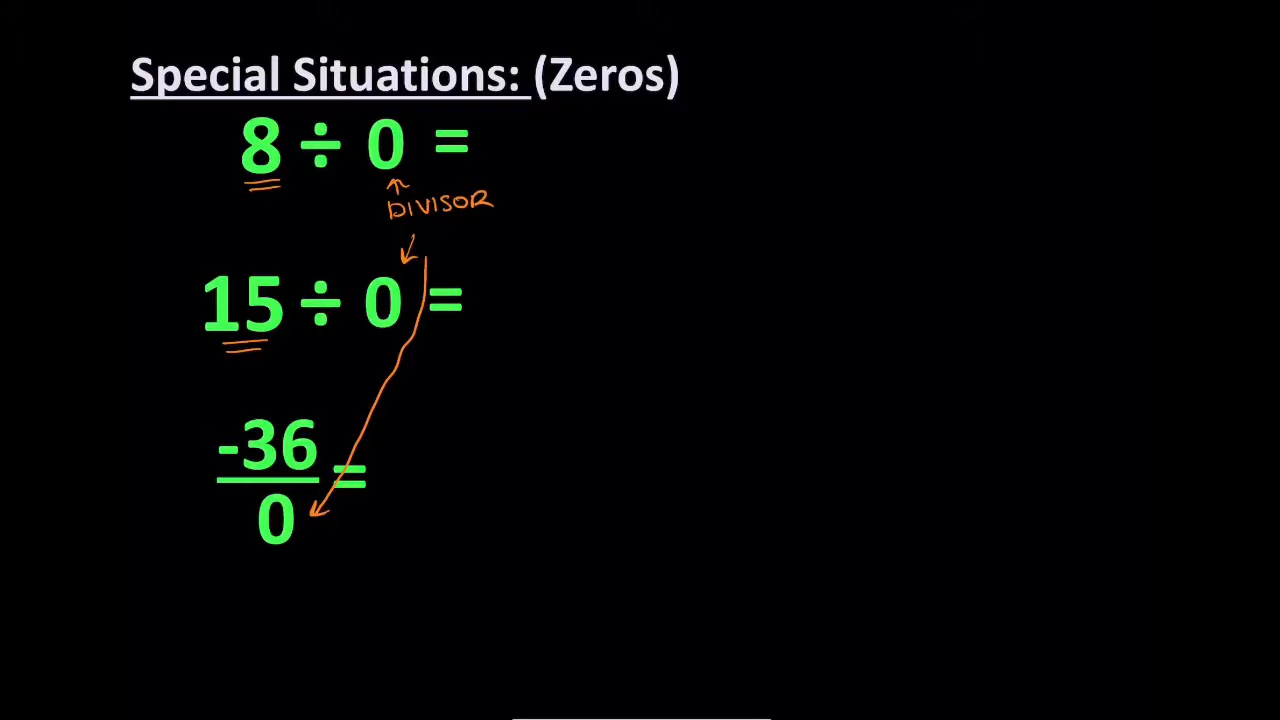 Special Situations: (Zeros)
8 ÷ 0 =
DIVISOR
15 ÷ 0 =
-36
0 =